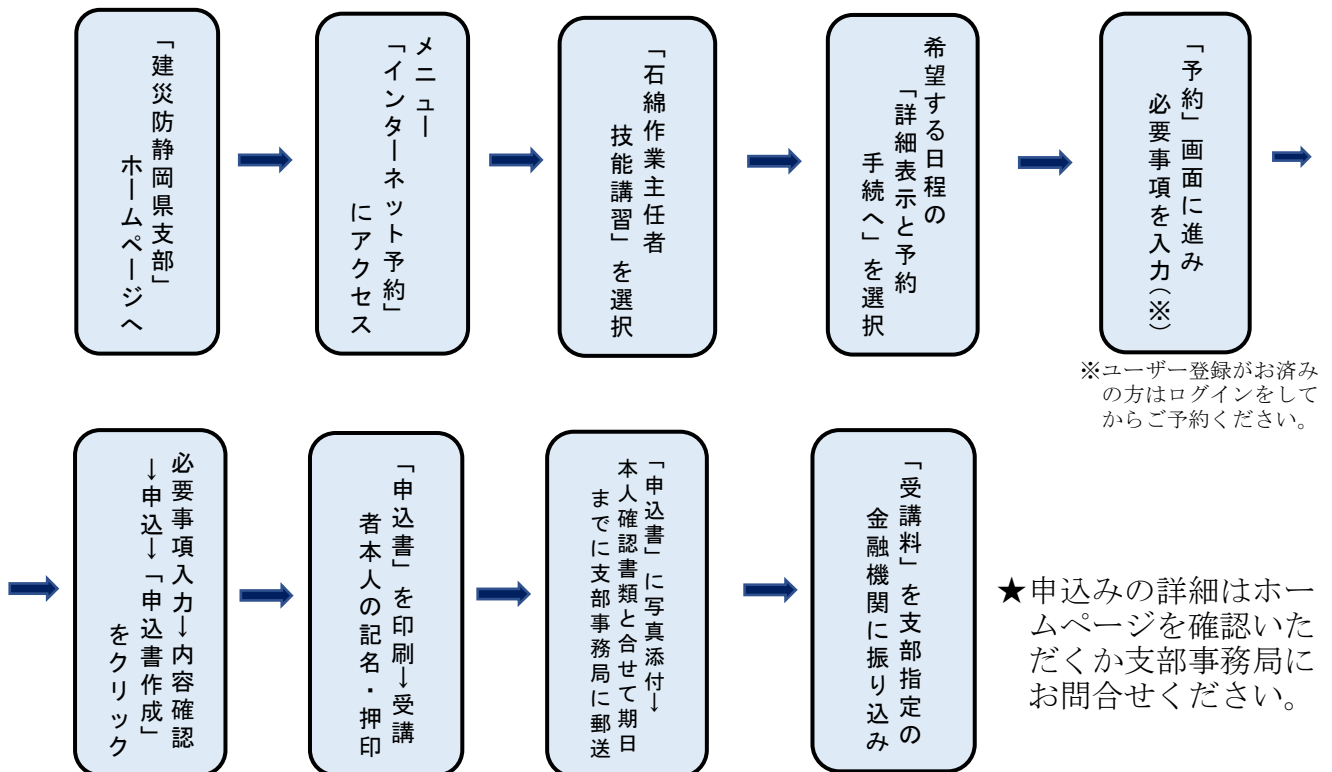 「建災防静岡県支部」
ホームページへ
メニュー
「インターネット予約」
にアクセス
「石綿作業主任者
技能講習」を選択
希望する日程の
「詳細表示と予約
手続へ」を選択
「予約」画面に進み
必要事項を入力(※)
※ユーザー登録がお済み
の方はログインをして
からご予約ください。
必要事項入力→内容確認
→申込→「申込書作成」
をクリック
「申込書」を印刷→受講
者本人の記名・押印
「申込書」に写真添付→
本人確認書類と合せて期日
までに支部事務局に郵送
「受講料」を支部指定の
金融機関に振り込み
★申込みの詳細はホー
ムページを確認いた
だくか支部事務局に
お問合せください。